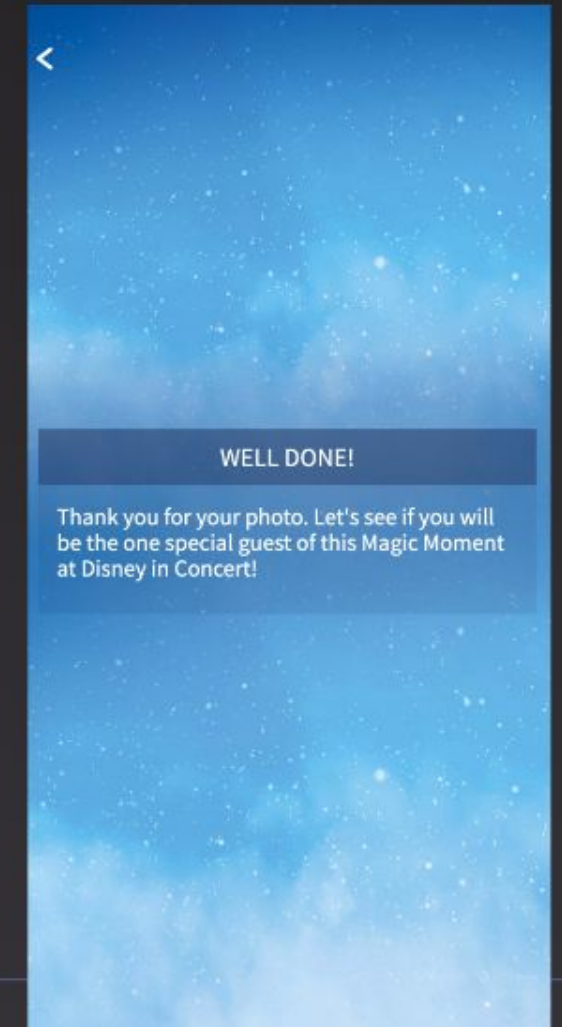 WELL DONE!
Thank you for your photo. Let's see if you will
be the one special guest of this Magic Moment
at Disney in Concert!